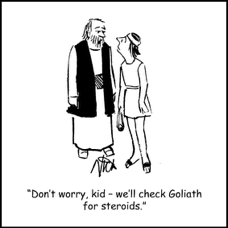 "Don't worry, kid – we'll check Goliath
for steroids."